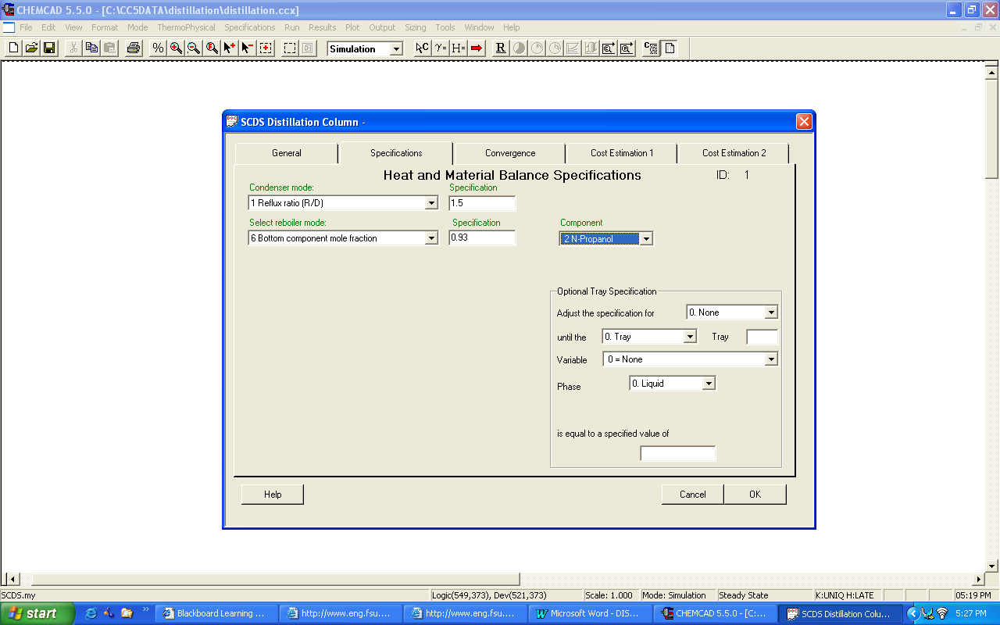 CHEMCAD 5.5.0 - [C:\CC5DATA\distillation\distillation.ccx]
File Edit View Format Mode ThermoPhysical Specifications Run Results Plot Output Sizing Tools Window Help
% Simulation C γ= H= R C
SCDS Distillation Column -
General Specifications Convergence Cost Estimation 1 Cost Estimation 2
Heat and Material Balance Specifications ID: 1
Condenser mode: Specification
1 Reflux ratio (R/D) 1.5
Select reboiler mode: Specification Component
6 Bottom component mole fraction 0.93 2 N-Propanol
Optional Tray Specification
Adjust the specification for 0. None
until the 0. Tray Tray
Variable 0 = None
Phase 0. Liquid
is equal to a specified value of
Help Cancel OK
SCDS.my Logic(549,373), Dev(521,373) Scale: 1.000 Mode: Simulation Steady State K:UNIQ H:LATE 05:19 PM
start » Blackboard Learning ... http://www.eng.fsu.... http://www.eng.fsu.... Microsoft Word - DIS... CHEMCAD 5.5.0 - [C:... SCDS Distillation Colu... 5:27 PM